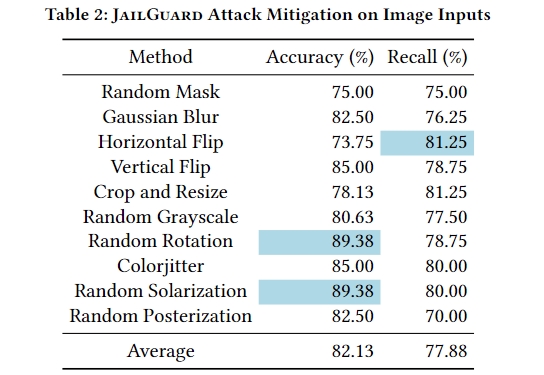 Table 2: JailGuard Attack Mitigation on Image Inputs
Method Accuracy (%) Recall (%)
Random Mask 75.00 75.00
Gaussian Blur 82.50 76.25
Horizontal Flip 73.75 81.25
Vertical Flip 85.00 78.75
Crop and Resize 78.13 81.25
Random Grayscale 80.63 77.50
Random Rotation 89.38 78.75
Colorjitter 85.00 80.00
Random Solarization 89.38 80.00
Random Posterization 82.50 70.00
Average 82.13 77.88